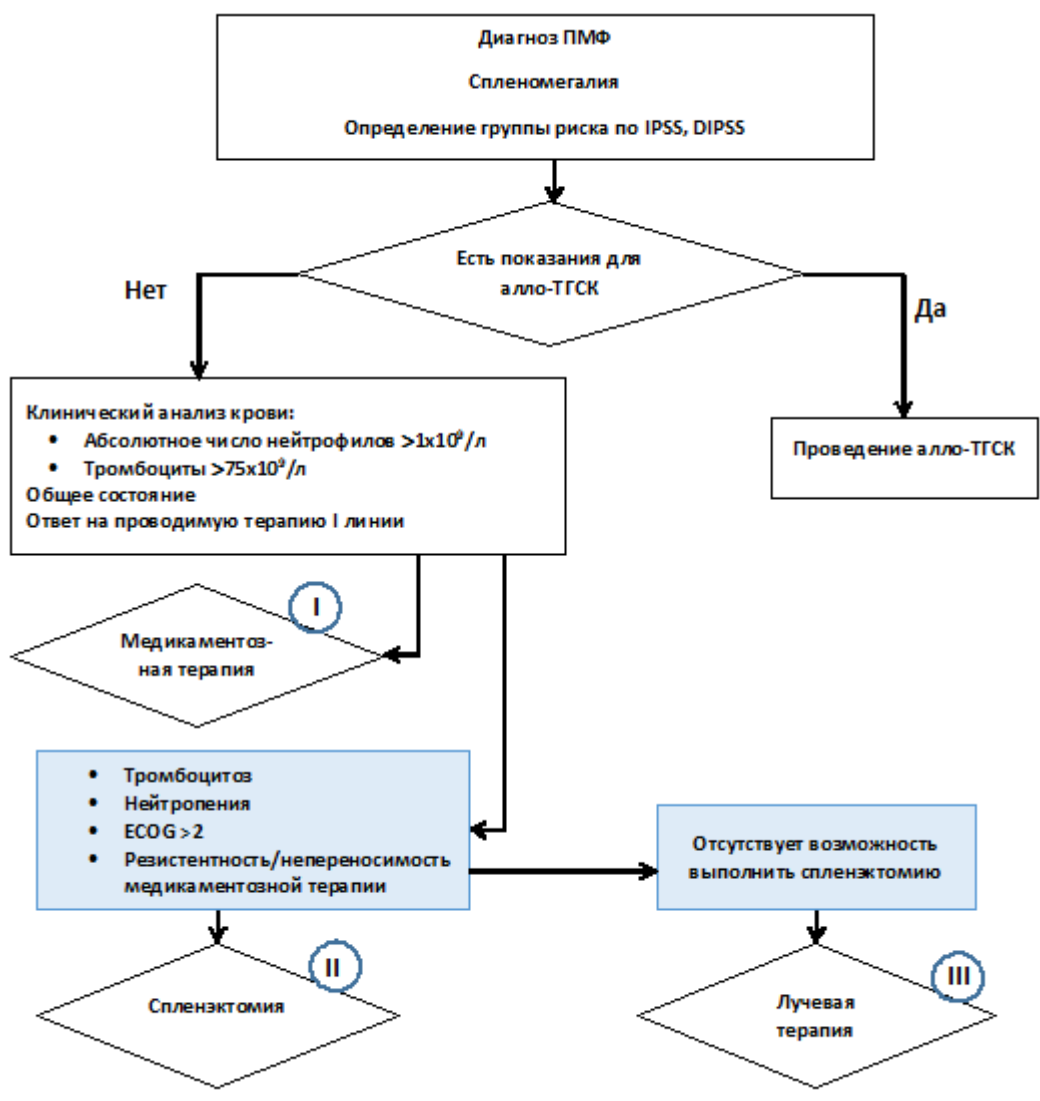 Диагноз ПМФ
Спленомегалия
Определение группы риска по IPSS, DIPSS
Есть показания для
алло-ТГСК
Нет
Да
Клинический анализ крови:
• Абсолютное число нейтрофилов >1x10⁹/л
• Тромбоциты >75x10⁹/л
Общее состояние
Ответ на проводимую терапию I линии
Проведение алло-ТГСК
I
Медикаментоз-
ная терапия
• Тромбоцитоз
• Нейтропения
• ECOG >2
• Резистентность/непереносимость
медикаментозной терапии
Отсутствует возможность
выполнить спленэктомию
II
Спленэктомия
III
Лучевая
терапия